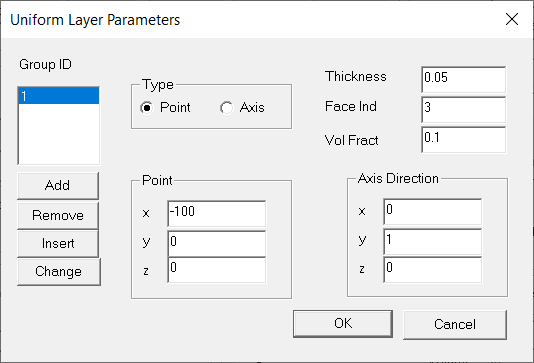 Uniform Layer Parameters
Group ID
1
Add
Remove
Insert
Change
Type
Point
Axis
Thickness
0.05
Face Ind
3
Vol Fract
0.1
Point
x
-100
y
0
z
0
Axis Direction
x
0
y
1
z
0
OK
Cancel